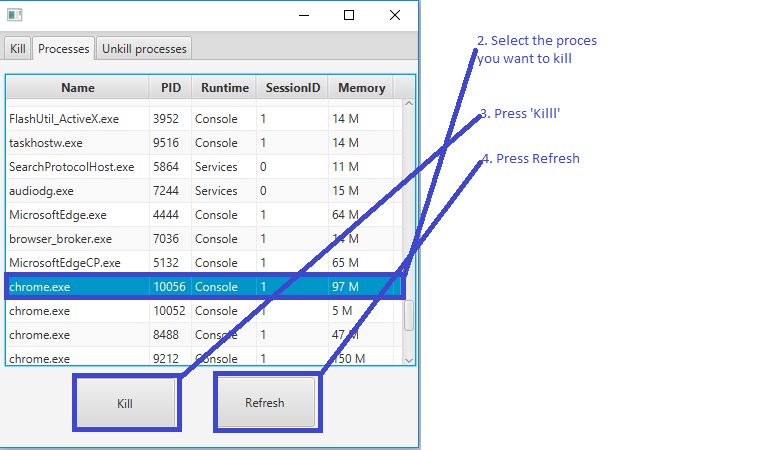 Kill Processes Unkill processes
Name PID Runtime SessionID Memory
FlashUtil_ActiveX.exe 3952 Console 1 14 M
taskhostw.exe 9516 Console 1 14 M
SearchProtocolHost.exe 5864 Services 0 11 M
audiodg.exe 7244 Services 0 15 M
MicrosoftEdge.exe 4444 Console 1 64 M
browser_broker.exe 7036 Console 1 14 M
MicrosoftEdgeCP.exe 5132 Console 1 65 M
chrome.exe 10056 Console 1 97 M
chrome.exe 10052 Console 1 5 M
chrome.exe 8488 Console 1 47 M
chrome.exe 9212 Console 1 150 M
Kill Refresh
2. Select the proces
you want to kill
3. Press 'Killl'
4. Press Refresh